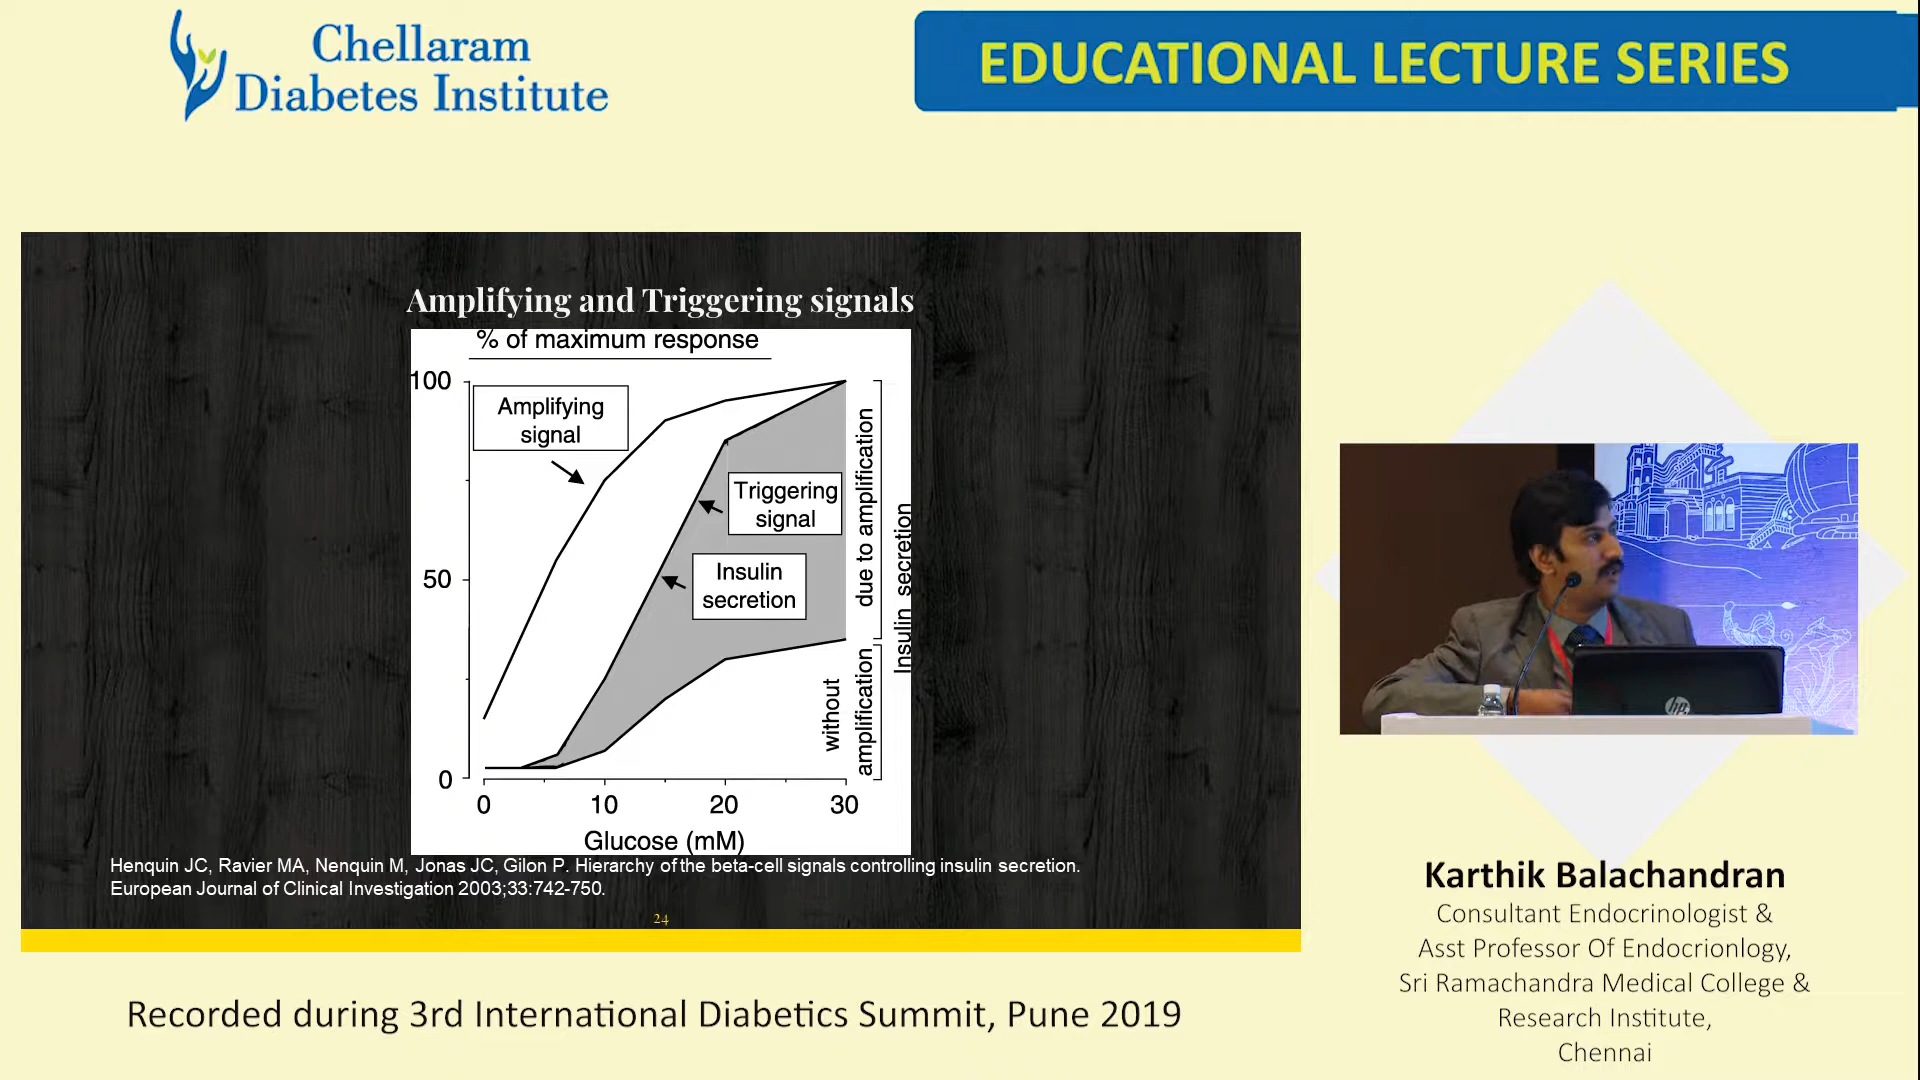 Chellaram
Diabetes Institute
EDUCATIONAL LECTURE SERIES
Amplifying and Triggering signals
% of maximum response
100
50
0
Amplifying
signal
Triggering
signal
Insulin
secretion
due to amplification
without
amplification
Insulin secretion
0 10 20 30
Glucose (mM)
Henquin JC, Ravier MA, Nenquin M, Jonas JC, Gilon P. Hierarchy of the beta-cell signals controlling insulin secretion.
European Journal of Clinical Investigation 2003;33:742-750.
24
hp
Karthik Balachandran
Consultant Endocrinologist &
Asst Professor Of Endocrionlogy,
Sri Ramachandra Medical College &
Research Institute,
Chennai
Recorded during 3rd International Diabetics Summit, Pune 2019